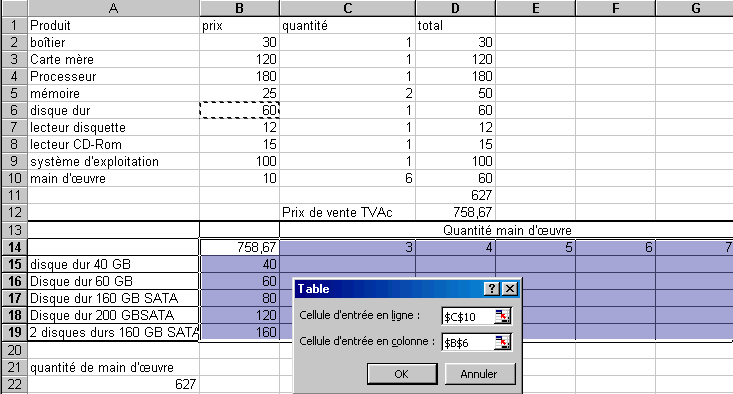 A B C D E F G
1 Produit prix quantité total
2 boîtier 30 1 30
3 Carte mère 120 1 120
4 Processeur 180 1 180
5 mémoire 25 2 50
6 disque dur 60 1 60
7 lecteur disquette 12 1 12
8 lecteur CD-Rom 15 1 15
9 système d'exploitation 100 1 100
10 main d'œuvre 10 6 60
11 627
12 Prix de vente TVAc 758,67
13 Quantité main d'œuvre
14 758,67 3 4 5 6 7
15 disque dur 40 GB 40
16 Disque dur 60 GB 60
17 Disque dur 160 GB SATA 80
18 Disque dur 200 GBSATA 120
19 2 disques durs 160 GB SATA 160
20
21 quantité de main d'œuvre
22 627
Table
Cellule d'entrée en ligne : $C$10
Cellule d'entrée en colonne : $B$6
OK Annuler